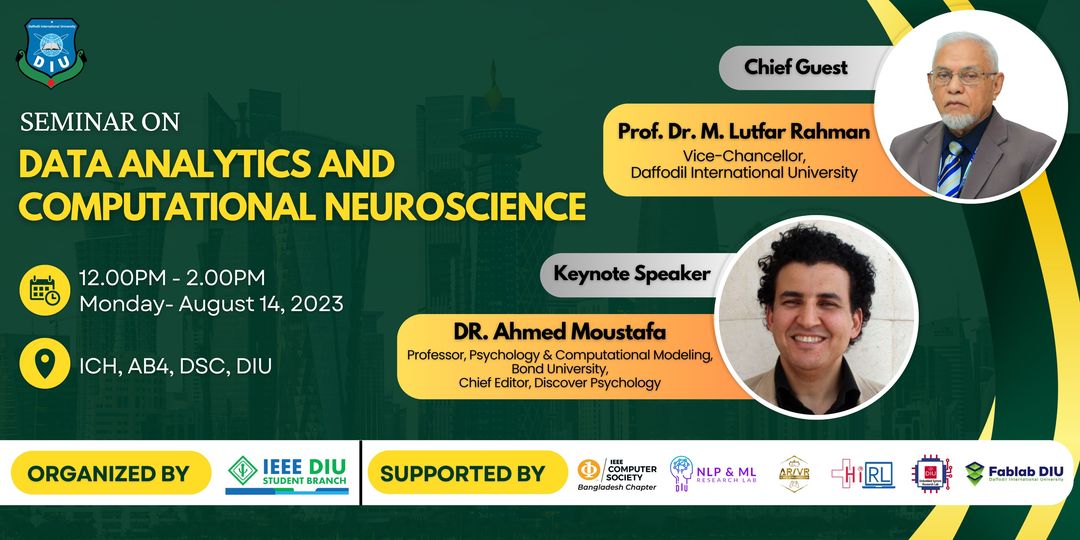 Daffodil International University
DIU
SEMINAR ON
DATA ANALYTICS AND
COMPUTATIONAL NEUROSCIENCE
12.00PM - 2.00PM
Monday- August 14, 2023
ICH, AB4, DSC, DIU
Chief Guest
Prof. Dr. M. Lutfar Rahman
Vice-Chancellor,
Daffodil International University
Keynote Speaker
DR. Ahmed Moustafa
Professor, Psychology & Computational Modeling,
Bond University,
Chief Editor, Discover Psychology
ORGANIZED BY
IEEE DIU
STUDENT BRANCH
SUPPORTED BY
IEEE
COMPUTER
SOCIETY
Bangladesh Chapter
DIU
NLP & ML
RESEARCH LAB
AR/VR
HiRL
DIU
Fablab DIU
Daffodil International University